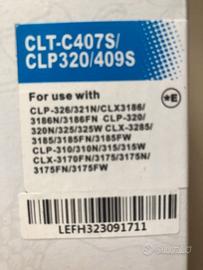 CLT-C407S/
CLP320/409S
For use with
*E
CLP-326/321N/CLX3186/
3186N/3186FN CLP-320/
320N/325/325W CLX-3285/
3185/3185FN/3185FW
CLP-310/310N/315/315W
CLX-3170FN/3175/3175N/
3175FN/3175FW
LEFH323091711
subito